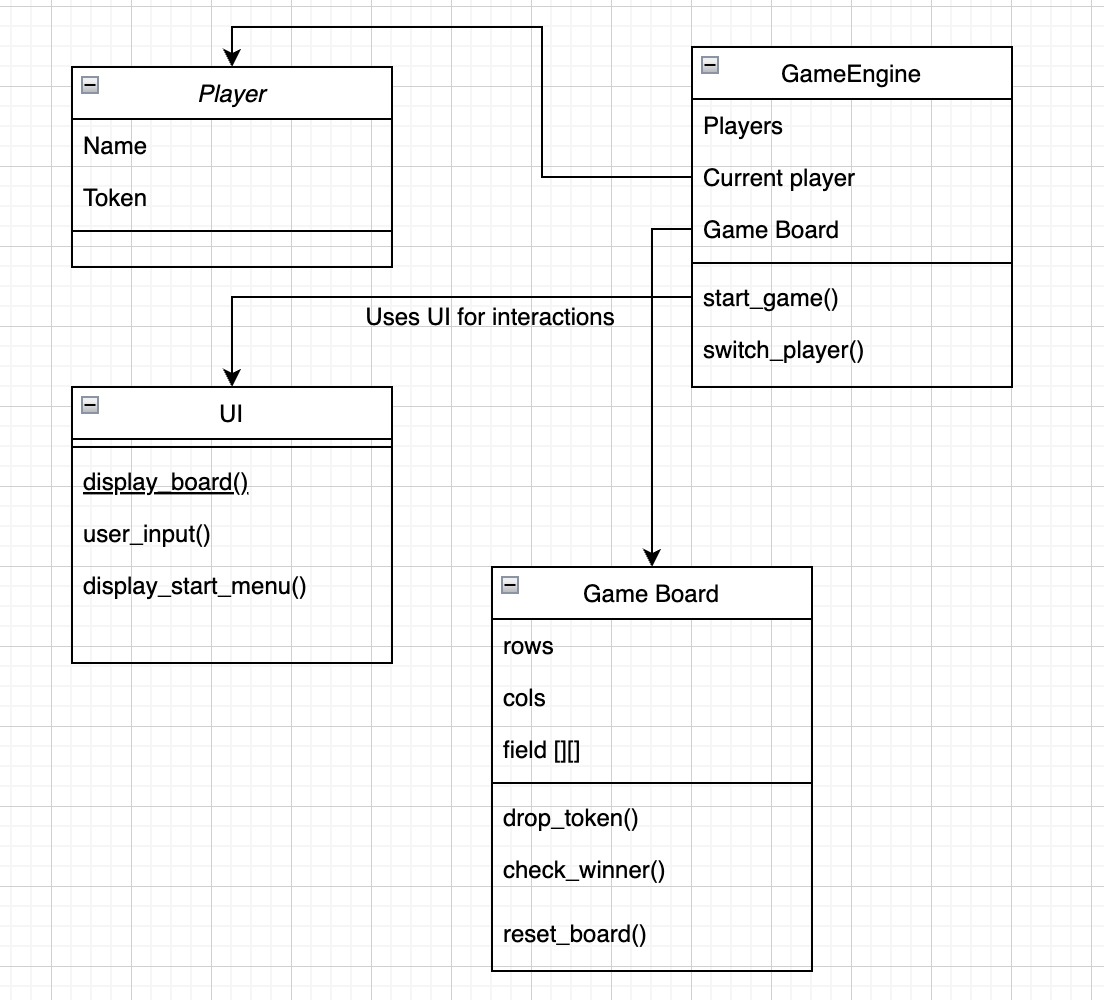 Player
Name
Token
GameEngine
Players
Current player
Game Board
start_game()
switch_player()
Uses UI for interactions
UI
display_board()
user_input()
display_start_menu()
Game Board
rows
cols
field [][]
drop_token()
check_winner()
reset_board()